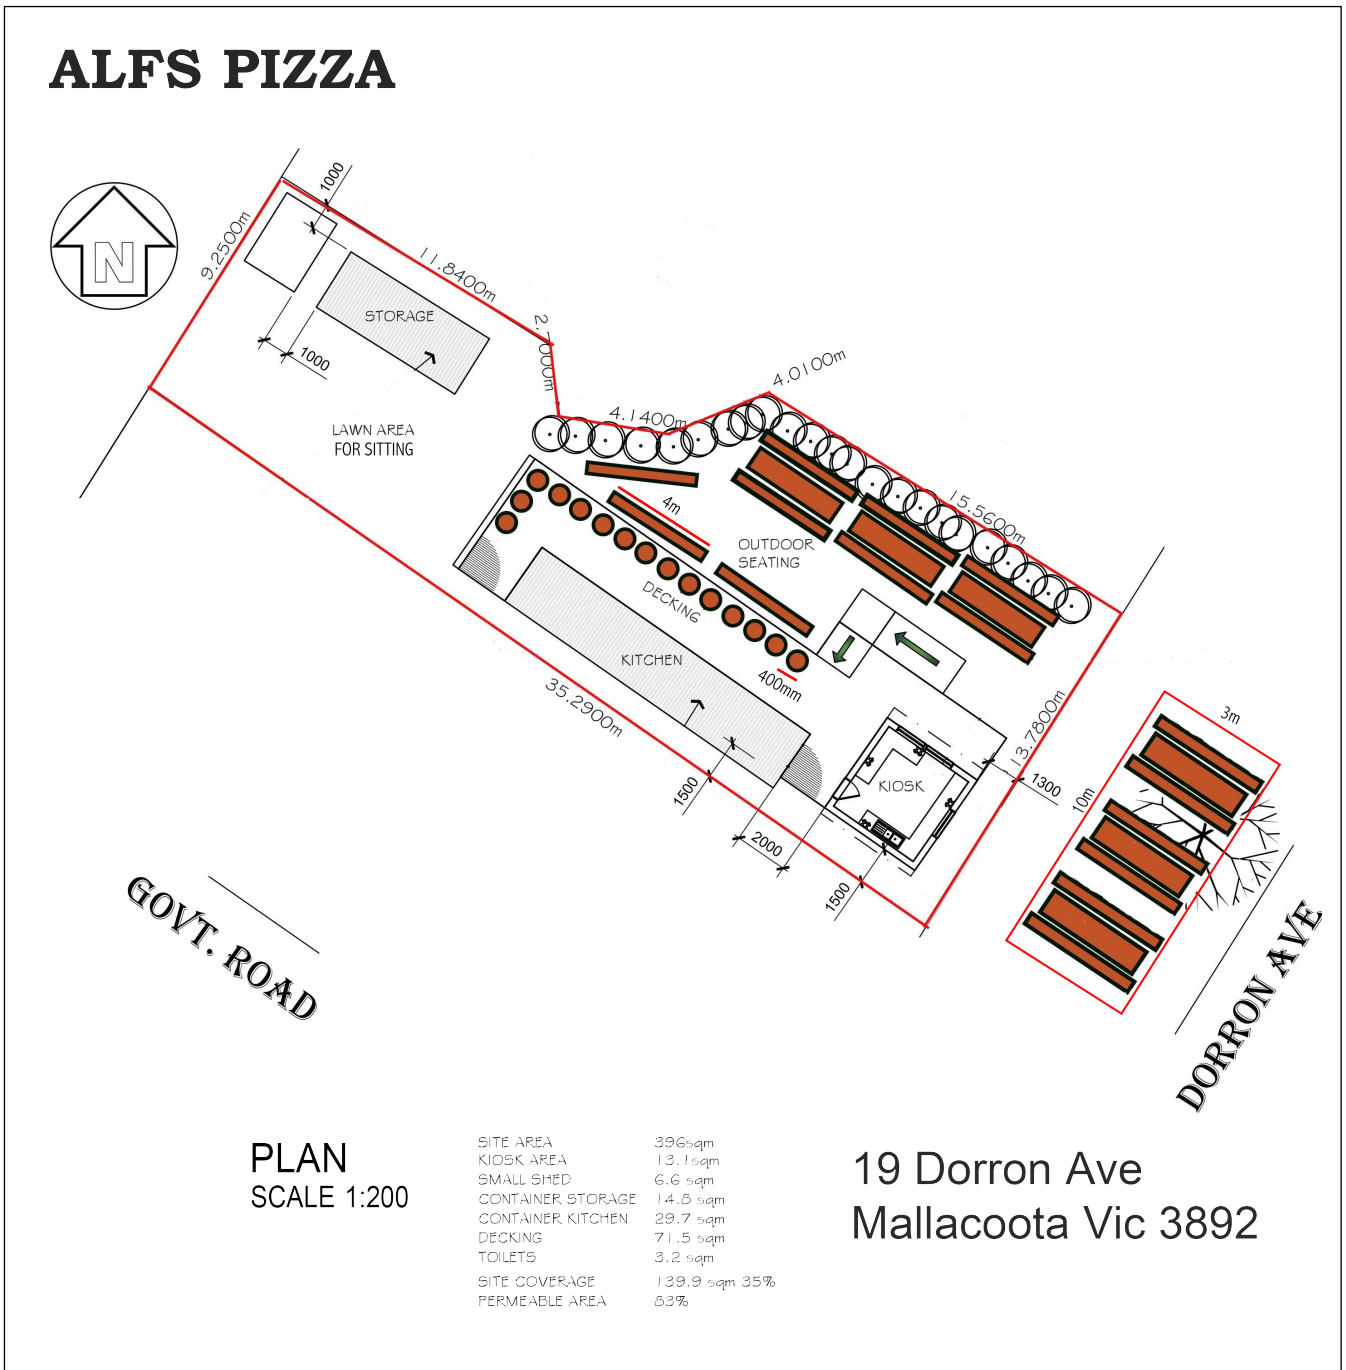 ALFS PIZZA
N
1000
9.2500m
11.8400m
STORAGE
1000
2.7000m
4.0100m
4.1400m
LAWN AREA
FOR SITTING
4m
15.5600m
OUTDOOR
SEATING
DECKING
KITCHEN
400mm
35.2900m
13.7800m
3m
KIOSK
1300
10m
1500
2000
1500
GOVT. ROAD
DORRON AVE
PLAN
SCALE 1:200
SITE AREA 396sqm
KIOSK AREA 13.1sqm
SMALL SHED 6.6 sqm
CONTAINER STORAGE 14.8 sqm
CONTAINER KITCHEN 29.7 sqm
DECKING 71.5 sqm
TOILETS 3.2 sqm
SITE COVERAGE 139.9 sqm 35%
PERMEABLE AREA 83%
19 Dorron Ave
Mallacoota Vic 3892